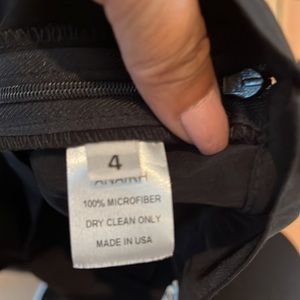 4
100% MICROFIBER
DRY CLEAN ONLY
MADE IN USA